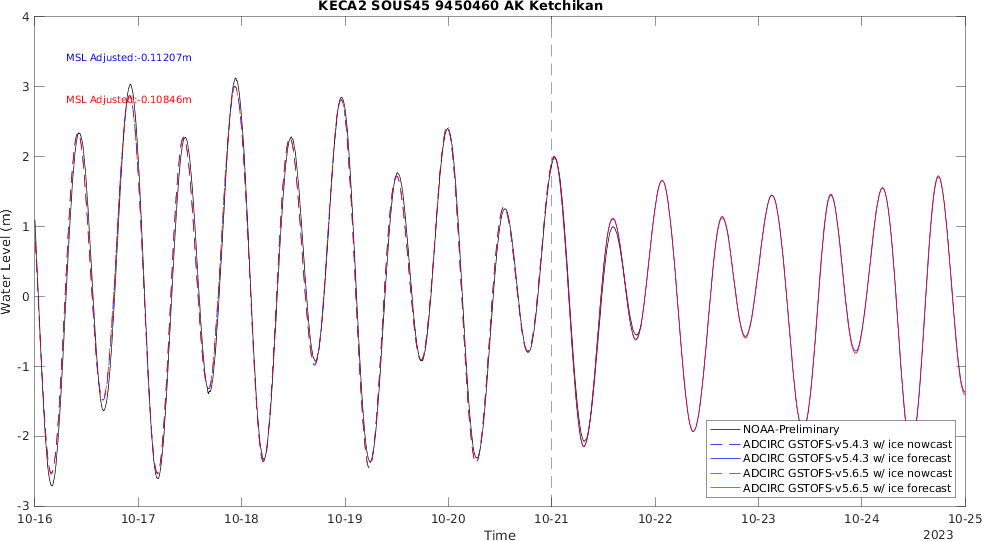 KECA2 SOUS45 9450460 AK Ketchikan
4
MSL Adjusted:-0.11207m
3
MSL Adjusted:-0.10846m
2
1
0
-1
-2
-3
Water Level (m)
NOAA-Preliminary
ADCIRC GSTOFS-v5.4.3 w/ ice nowcast
ADCIRC GSTOFS-v5.4.3 w/ ice forecast
ADCIRC GSTOFS-v5.6.5 w/ ice nowcast
ADCIRC GSTOFS-v5.6.5 w/ ice forecast
10-16 10-17 10-18 10-19 10-20 10-21 10-22 10-23 10-24 10-25
Time
2023